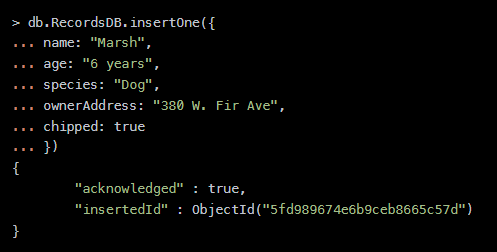 > db.RecordsDB.insertOne({
... name: "Marsh",
... age: "6 years",
... species: "Dog",
... ownerAddress: "380 W. Fir Ave",
... chipped: true
... })
{
        "acknowledged" : true,
        "insertedId" : ObjectId("5fd989674e6b9ceb8665c57d")
}